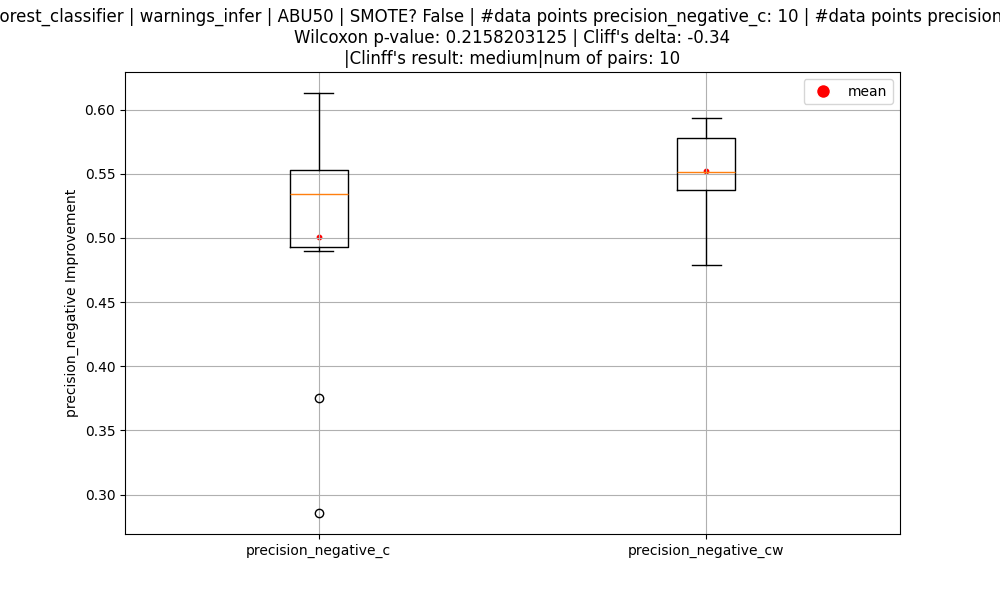 orest_classifier | warnings_infer | ABU50 | SMOTE? False | #data points precision_negative_c: 10 | #data points precision
Wilcoxon p-value: 0.2158203125 | Cliff's delta: -0.34
|Clinff's result: medium|num of pairs: 10
mean
0.60
0.55
0.50
0.45
0.40
0.35
0.30
precision_negative Improvement
precision_negative_c
precision_negative_cw